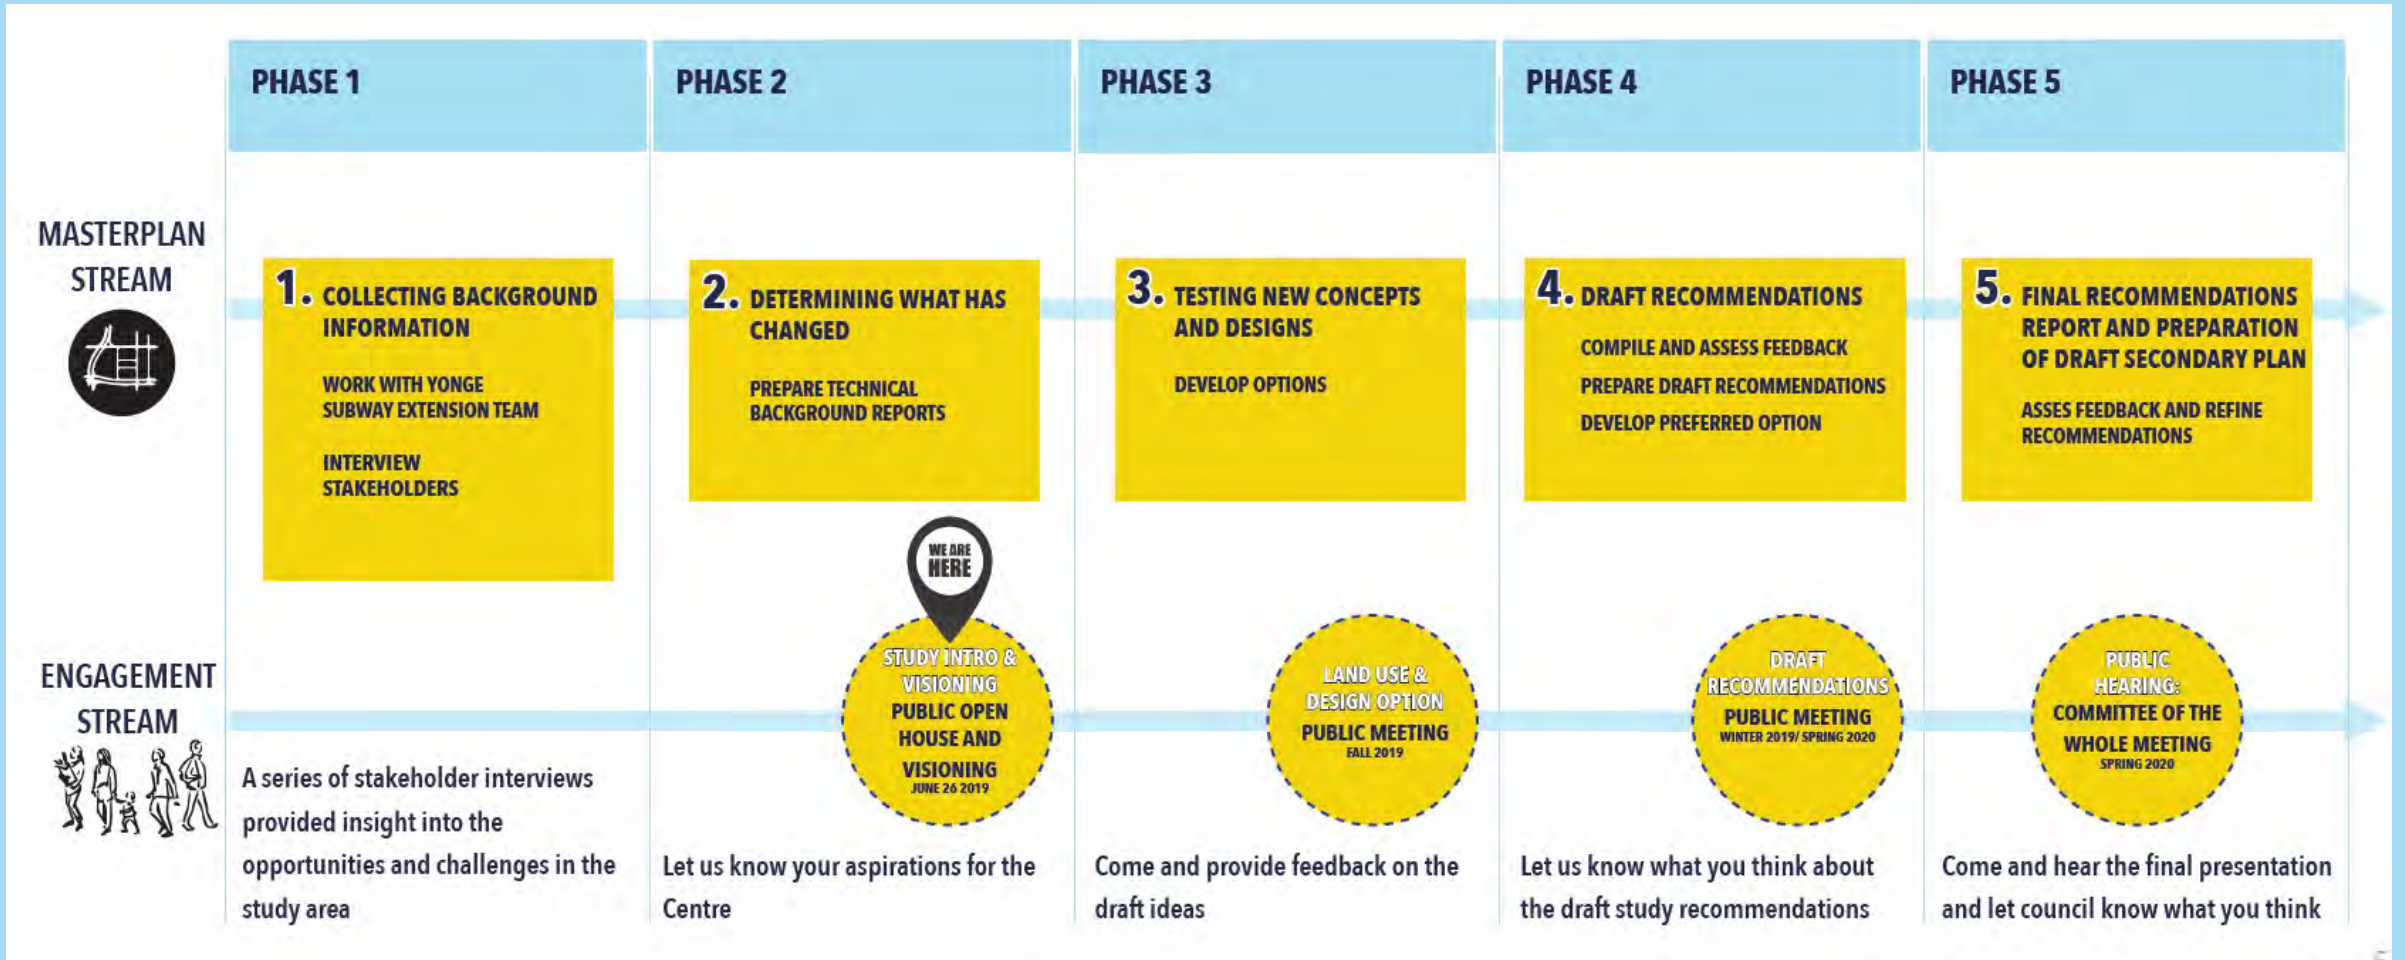 PHASE 1
PHASE 2
PHASE 3
PHASE 4
PHASE 5
MASTERPLAN
STREAM
1. COLLECTING BACKGROUND
INFORMATION
WORK WITH YONGE
SUBWAY EXTENSION TEAM
INTERVIEW
STAKEHOLDERS
2. DETERMINING WHAT HAS
CHANGED
PREPARE TECHNICAL
BACKGROUND REPORTS
3. TESTING NEW CONCEPTS
AND DESIGNS
DEVELOP OPTIONS
4. DRAFT RECOMMENDATIONS
COMPILE AND ASSESS FEEDBACK
PREPARE DRAFT RECOMMENDATIONS
DEVELOP PREFERRED OPTION
5. FINAL RECOMMENDATIONS
REPORT AND PREPARATION
OF DRAFT SECONDARY PLAN
ASSES FEEDBACK AND REFINE
RECOMMENDATIONS
ENGAGEMENT
STREAM
A series of stakeholder interviews
provided insight into the
opportunities and challenges in the
study area
WE ARE
HERE
STUDY INTRO &
VISIONING
PUBLIC OPEN
HOUSE AND
VISIONING
JUNE 26 2019
Let us know your aspirations for the
Centre
LAND USE &
DESIGN OPTION
PUBLIC MEETING
FALL 2019
Come and provide feedback on the
draft ideas
DRAFT
RECOMMENDATIONS
PUBLIC MEETING
WINTER 2019/ SPRING 2020
Let us know what you think about
the draft study recommendations
PUBLIC
HEARING:
COMMITTEE OF THE
WHOLE MEETING
SPRING 2020
Come and hear the final presentation
and let council know what you think